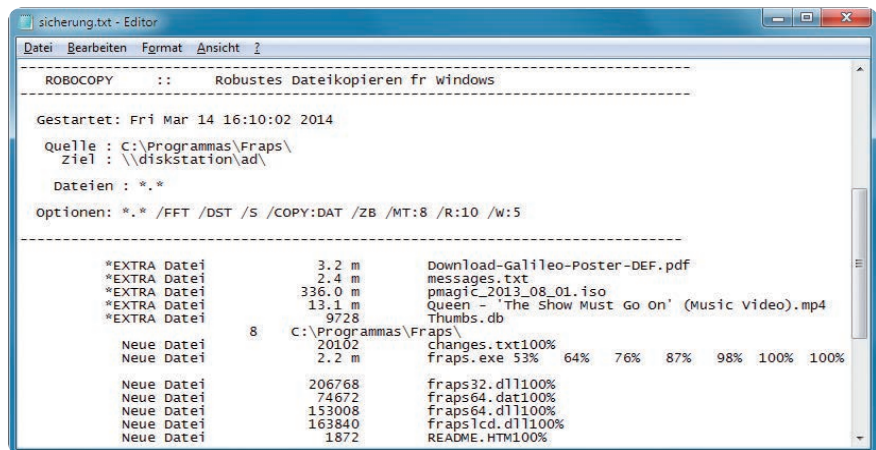 sicherung.txt - Editor
Datei Bearbeiten Format Ansicht ?
--------------------------------------------------------------------------------
ROBOCOPY :: Robustes Dateikopieren fr Windows
--------------------------------------------------------------------------------
Gestartet: Fri Mar 14 16:10:02 2014
Quelle : C:\Programmas\Fraps\
Ziel : \\diskstation\ad\
Dateien : *.*
Optionen: *.* /FFT /DST /S /COPY:DAT /ZB /MT:8 /R:10 /W:5
--------------------------------------------------------------------------------
*EXTRA Datei 3.2 m Download-Galileo-Poster-DEF.pdf
*EXTRA Datei 2.4 m messages.txt
*EXTRA Datei 336.0 m pmagic_2013_08_01.iso
*EXTRA Datei 13.1 m Queen - 'The Show Must Go On' (Music Video).mp4
*EXTRA Datei 9728 Thumbs.db
8 C:\Programmas\Fraps\
Neue Datei 20102 changes.txt100%
Neue Datei 2.2 m fraps.exe 53% 64% 76% 87% 98% 100% 100%
Neue Datei 206768 fraps32.dll100%
Neue Datei 74672 fraps64.dat100%
Neue Datei 153008 fraps64.dll100%
Neue Datei 163840 frapslcd.dll100%
Neue Datei 1872 README.HTM100%